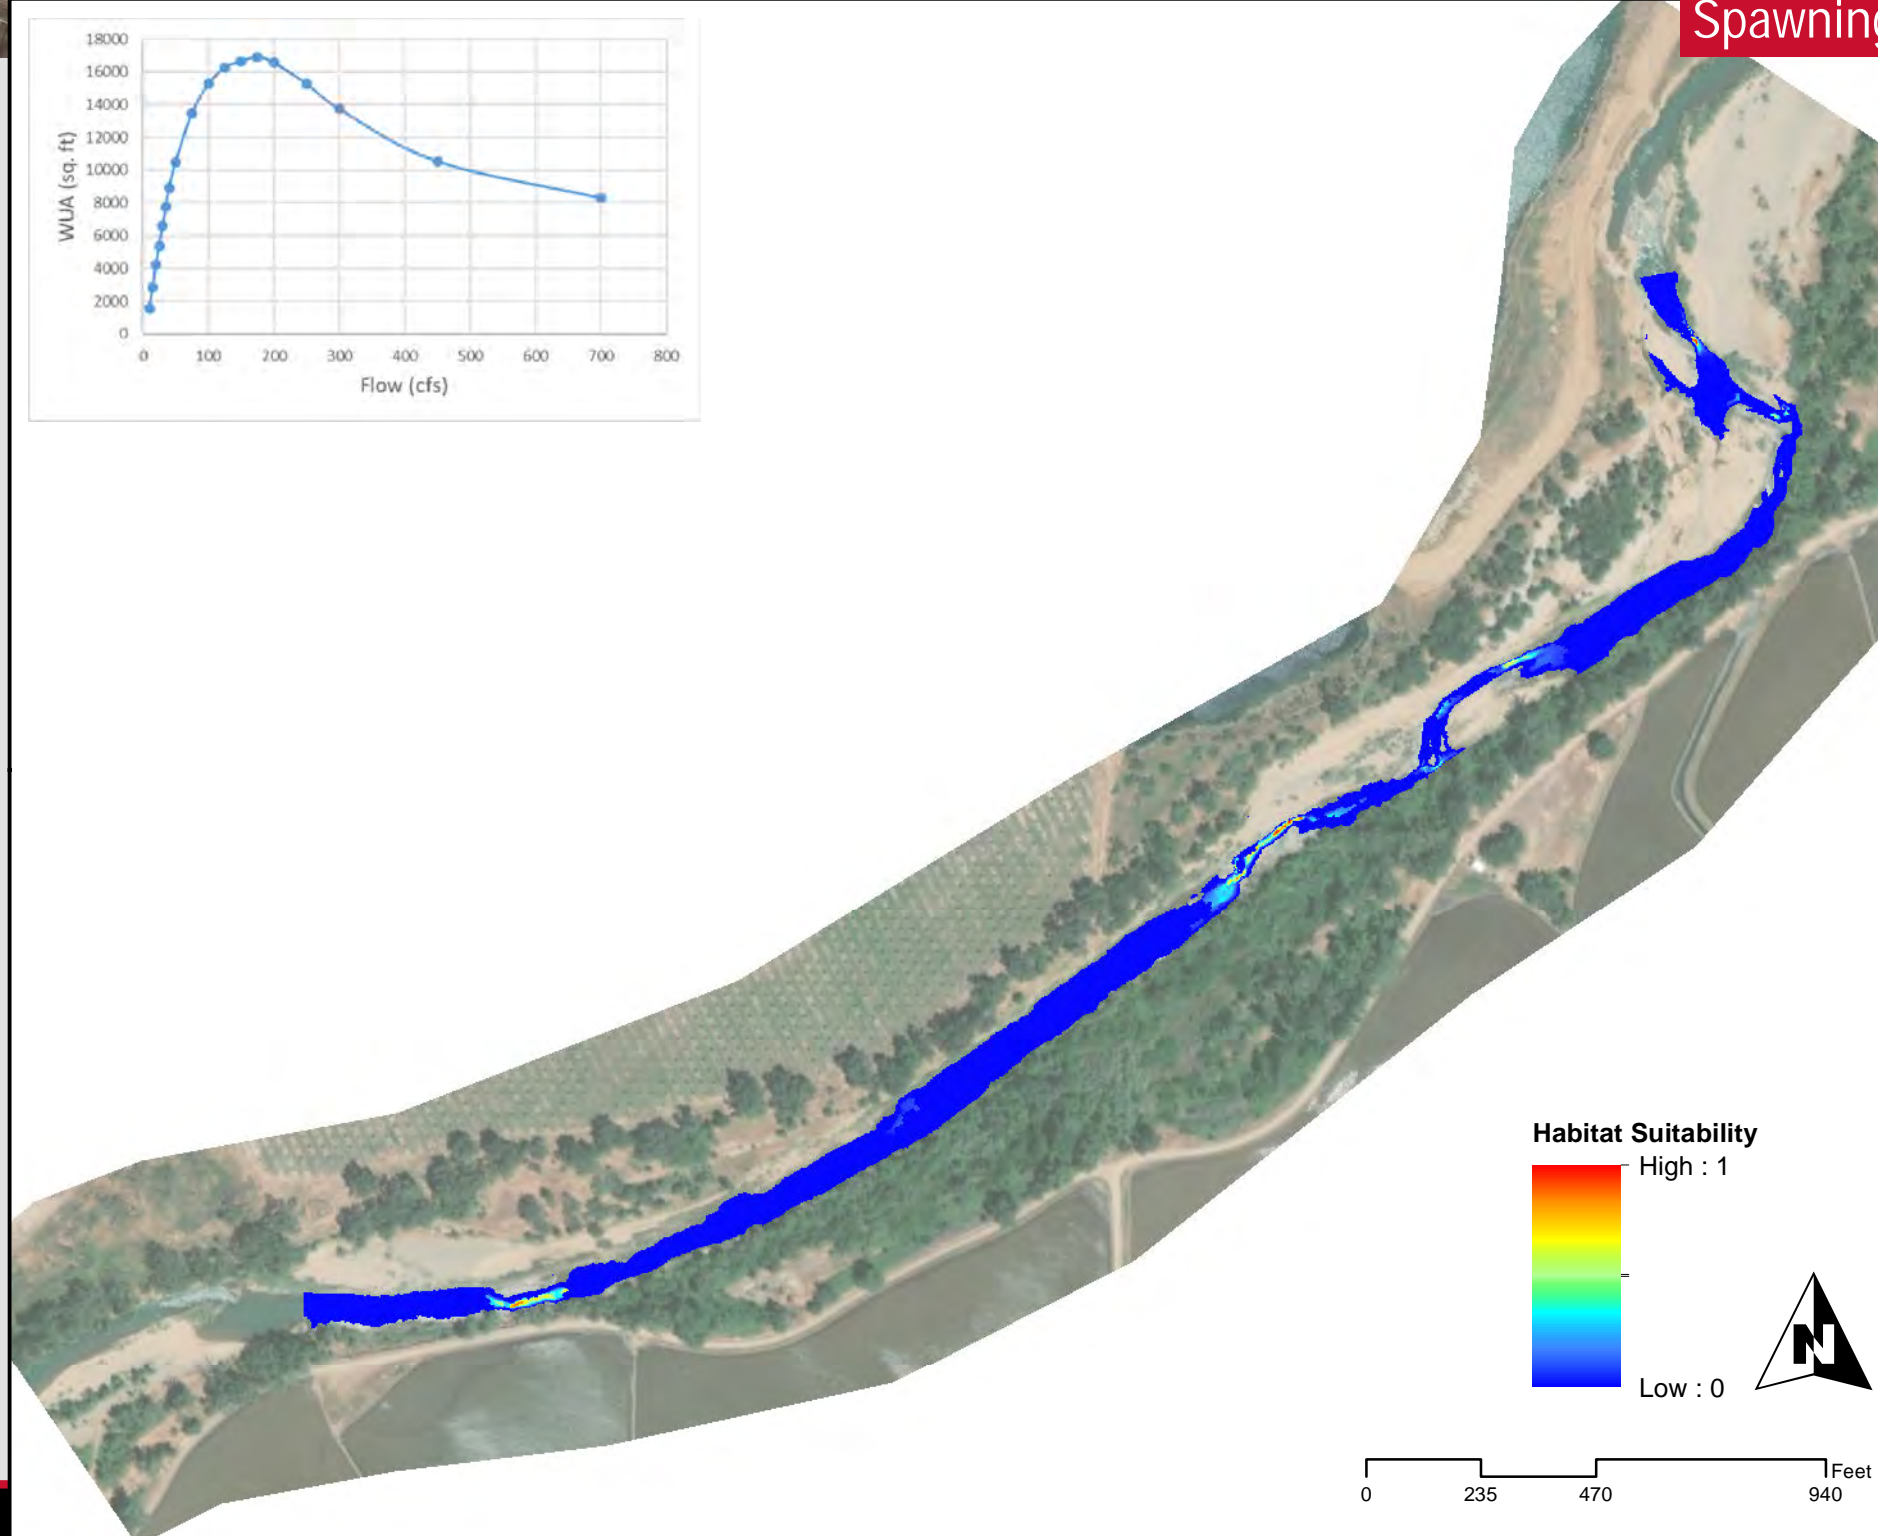 Spawning
18000
16000
14000
12000
10000
8000
6000
4000
2000
0
WUA (sq. ft)
0 100 200 300 400 500 600 700 800
Flow (cfs)
Habitat Suitability
High : 1
=
Low : 0
N
Feet
0 235 470 940